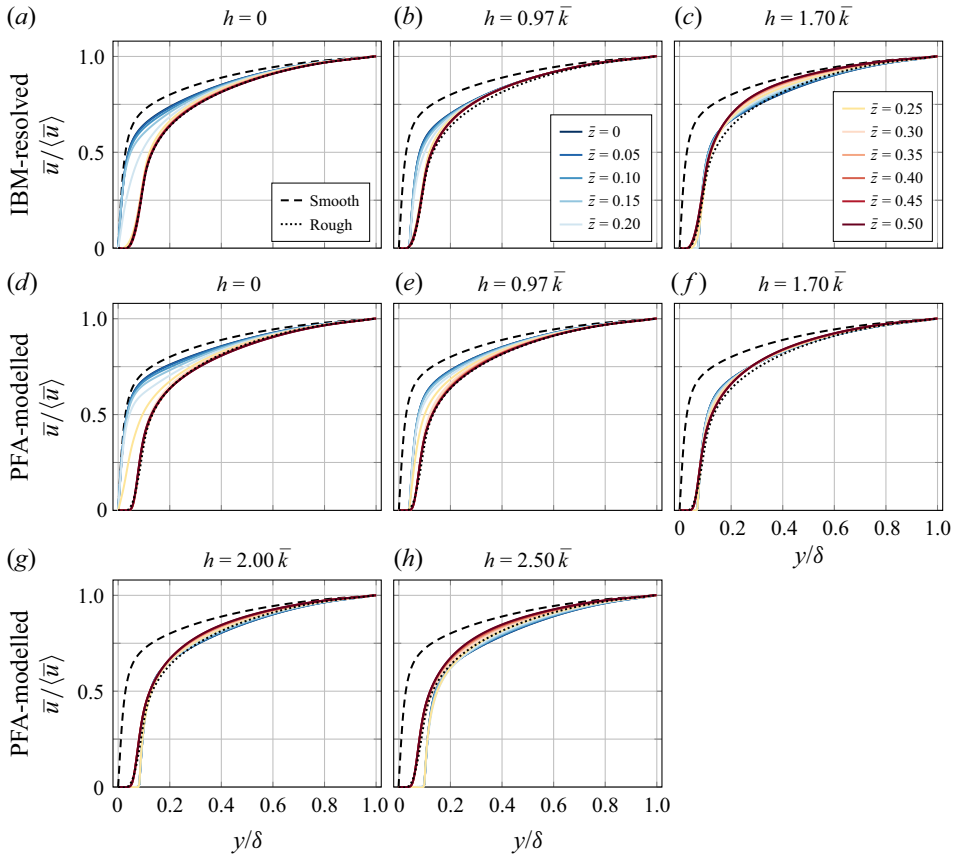 (a) h = 0
(b) h = 0.97 k̅
(c) h = 1.70 k̅
IBM-resolved
u̅ / ⟨u̅⟩
1.0
0.5
0
Smooth
Rough
z̅ = 0
z̅ = 0.05
z̅ = 0.10
z̅ = 0.15
z̅ = 0.20
z̅ = 0.25
z̅ = 0.30
z̅ = 0.35
z̅ = 0.40
z̅ = 0.45
z̅ = 0.50
(d) h = 0
(e) h = 0.97 k̅
(f) h = 1.70 k̅
PFA-modelled
u̅ / ⟨u̅⟩
1.0
0.5
0
0 0.2 0.4 0.6 0.8 1.0
y/δ
(g) h = 2.00 k̅
(h) h = 2.50 k̅
PFA-modelled
u̅ / ⟨u̅⟩
1.0
0.5
0
0 0.2 0.4 0.6 0.8 1.0
0 0.2 0.4 0.6 0.8 1.0
y/δ
y/δ